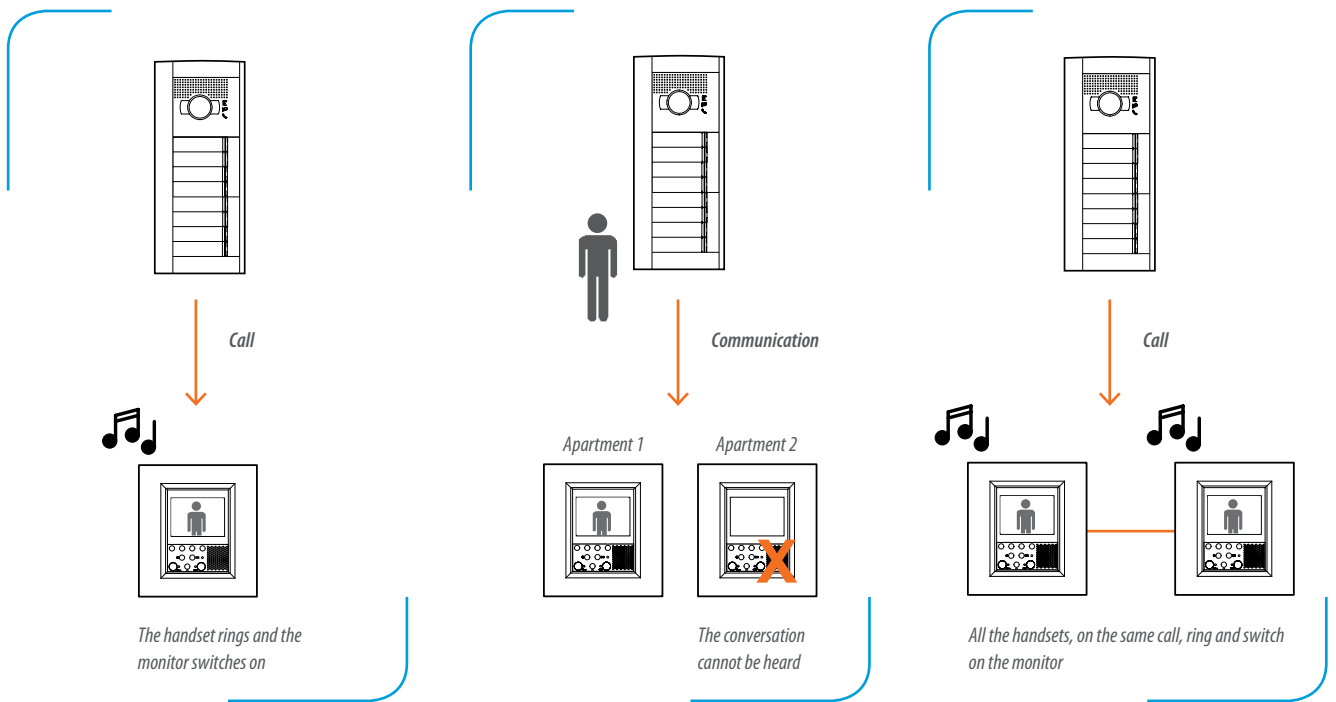 Call
The handset rings and the
monitor switches on
Communication
Apartment 1
Apartment 2
X
The conversation
cannot be heard
Call
All the handsets, on the same call, ring and switch
on the monitor